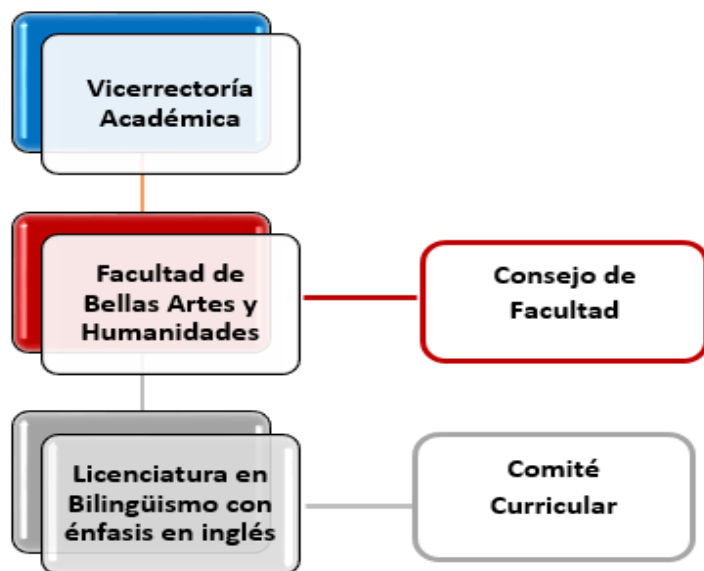 Vicerrectoría
Académica
Facultad de
Bellas Artes y
Humanidades
Consejo de
Facultad
Licenciatura en
Bilingüismo con
énfasis en inglés
Comité
Curricular